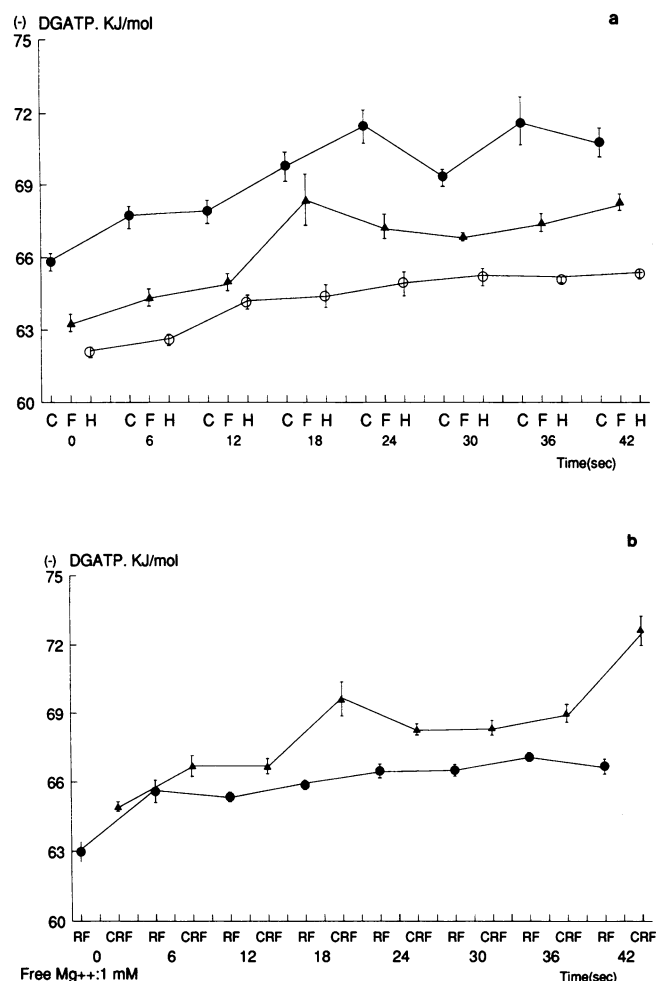 (-) DGATP. KJ/mol
a
75
72
69
66
63
60
C F H C F H C F H C F H C F H C F H C F H C F H
0 6 12 18 24 30 36 42
Time(sec)
b
(-) DGATP. KJ/mol
75
72
69
66
63
60
RF CRF RF CRF RF CRF RF CRF RF CRF RF CRF RF CRF RF CRF
0 6 12 18 24 30 36 42
Free Mg++:1 mM Time(sec)